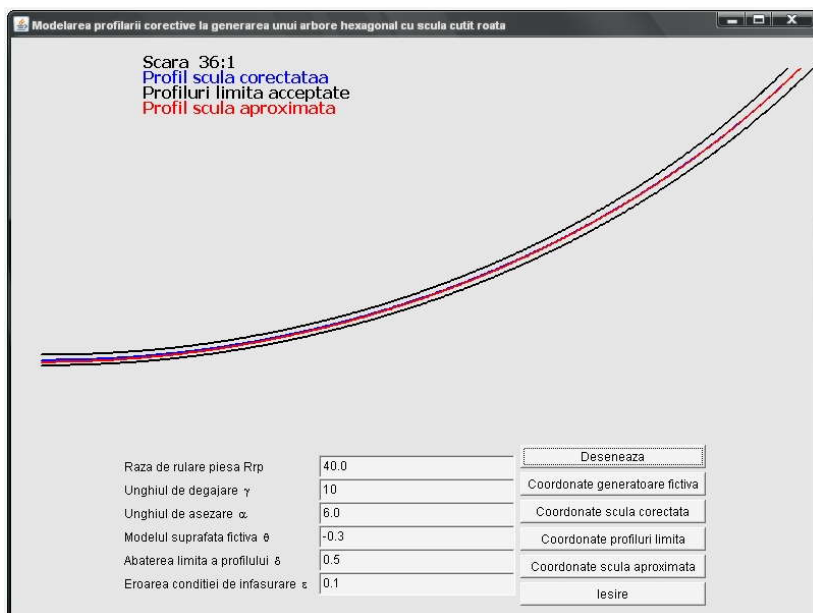 Modelarea profilarii corective la generarea unui arbore hexagonal cu scula cutit roata
Scara 36:1
Profil scula corectataa
Profiluri limita acceptate
Profil scula aproximata
Raza de rulare piesa Rrp 40.0
Unghiul de degajare γ 10
Unghiul de asezare α 6.0
Modelul suprafata fictiva θ -0.3
Abaterea limita a profilului δ 0.5
Eroarea conditiei de infasurare ε 0.1
Deseneaza
Coordonate generatoare fictiva
Coordonate scula corectata
Coordonate profiluri limita
Coordonate scula aproximata
Iesire